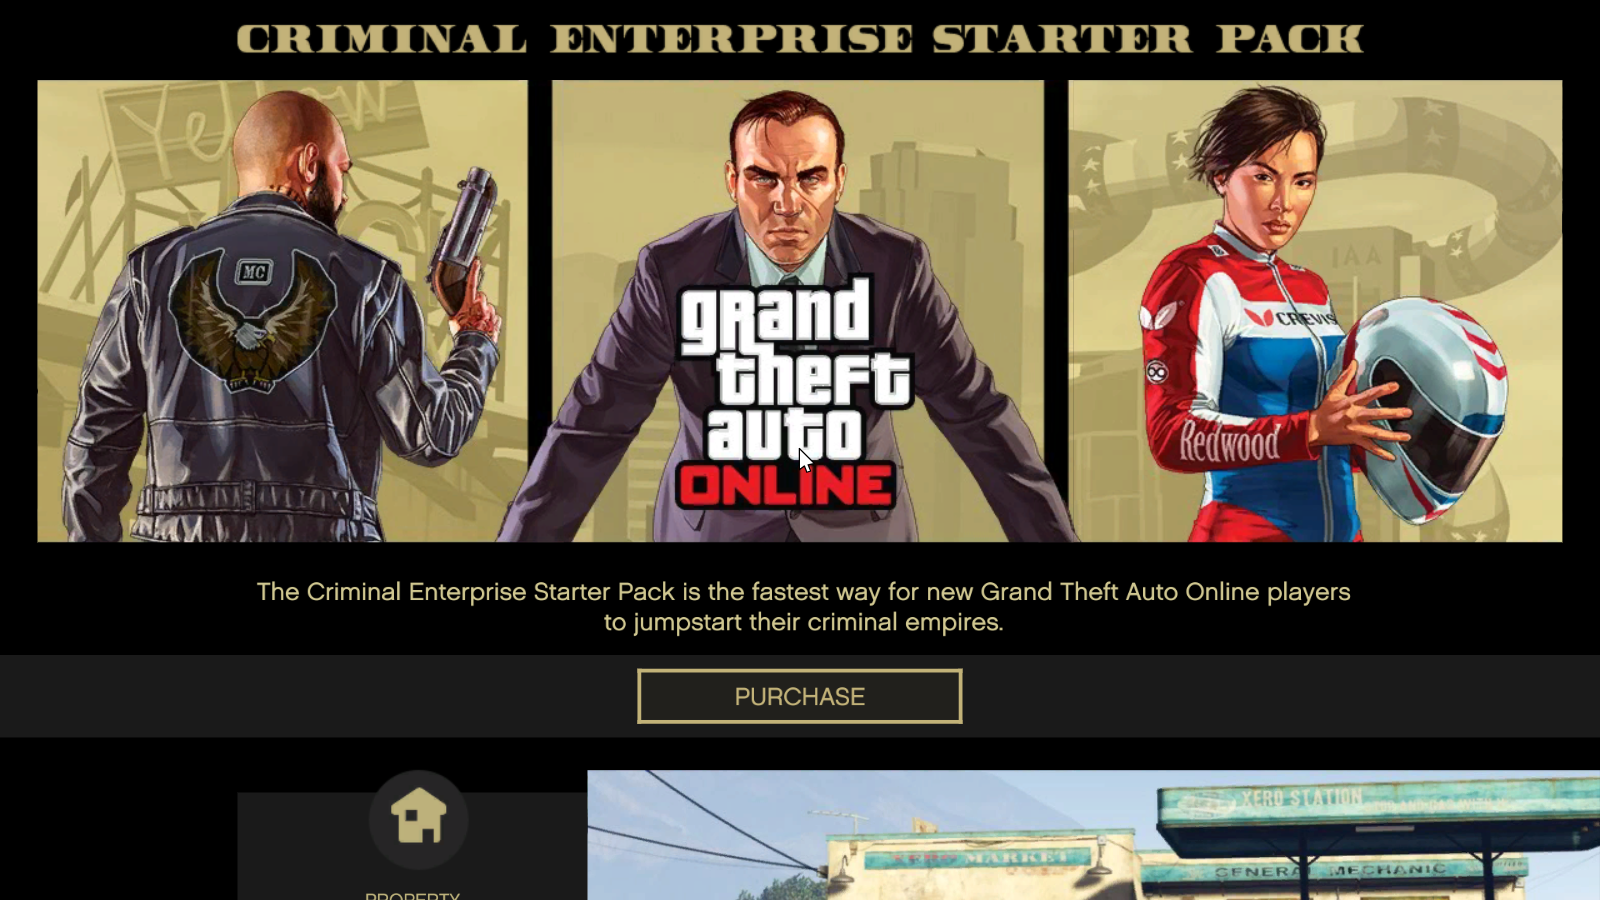 CRIMINAL ENTERPRISE STARTER PACK
Yellow
MC
grand
theft
auto
ONLINE
IAA
CREVIS
Redwood
The Criminal Enterprise Starter Pack is the fastest way for new Grand Theft Auto Online players
to jumpstart their criminal empires.
PURCHASE
PROPERTY
XERO STATION
XERO MARKET
GENERAL MECHANIC